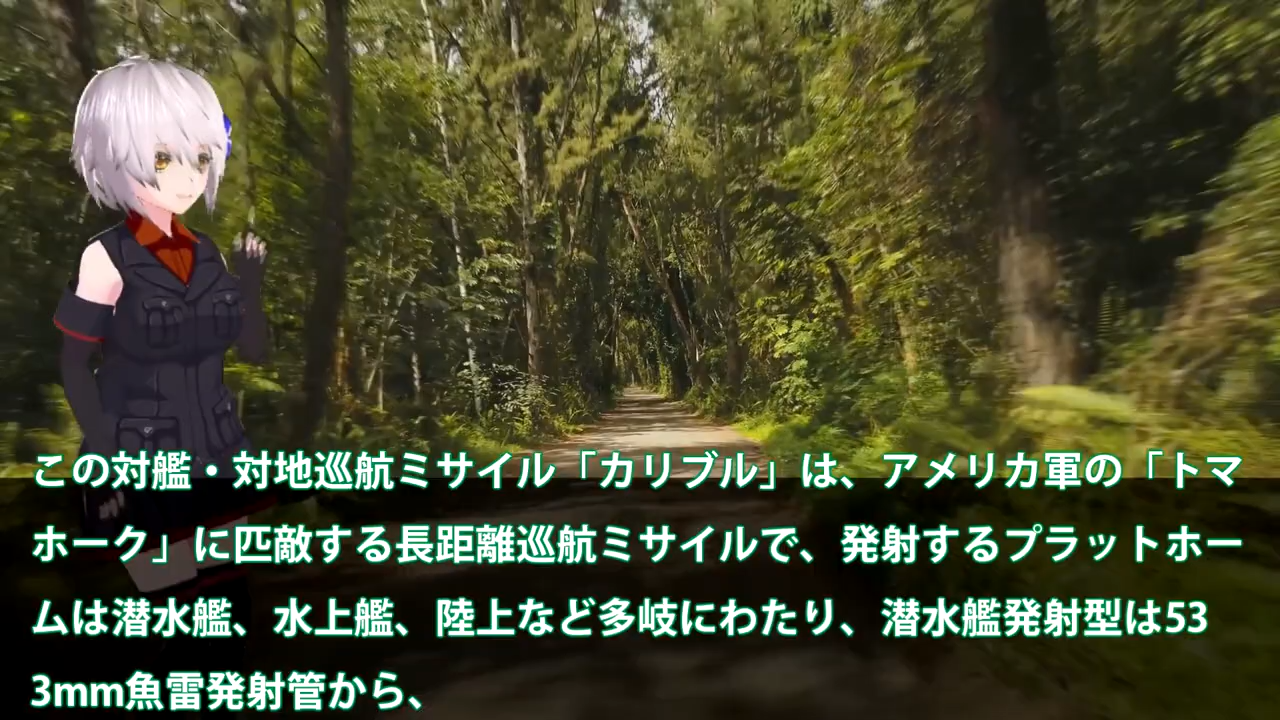 この対艦・対地巡航ミサイル「カリブル」は、アメリカ軍の「トマ
ホーク」に匹敵する長距離巡航ミサイルで、発射するプラットホー
ムは潜水艦、水上艦、陸上など多岐にわたり、潜水艦発射型は53
3mm魚雷発射管から、